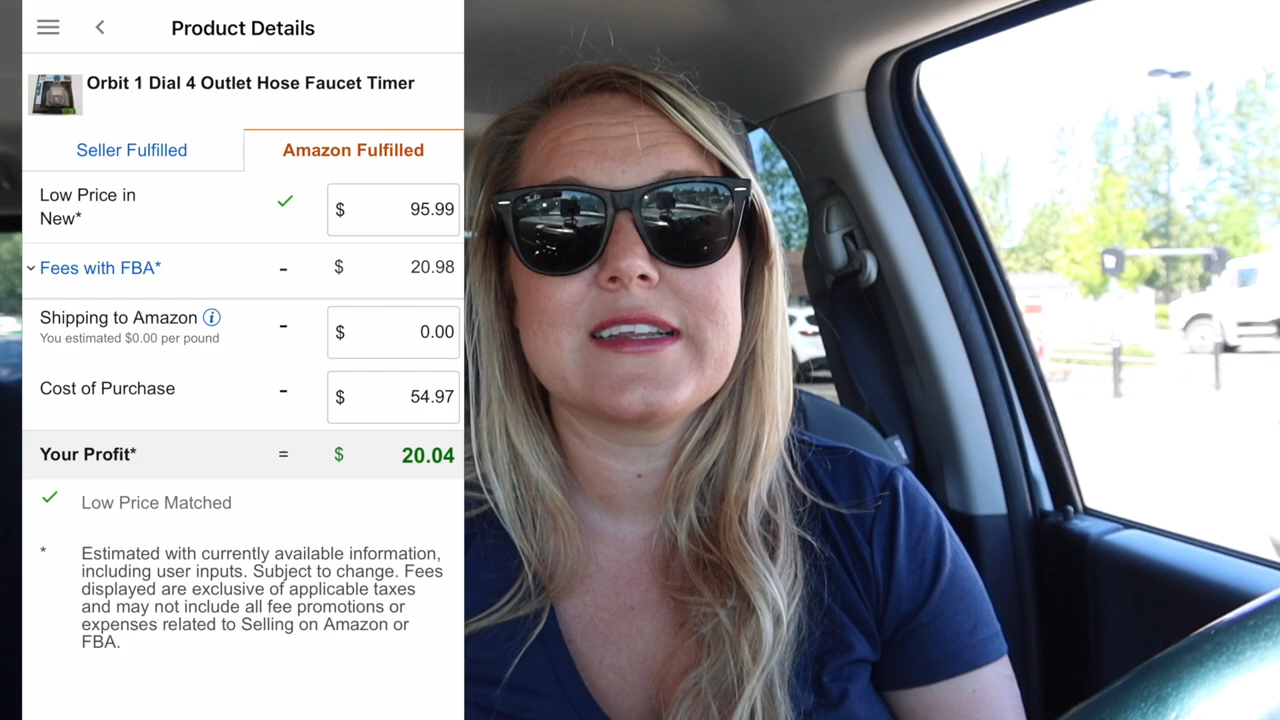 Product Details
Orbit 1 Dial 4 Outlet Hose Faucet Timer
Seller Fulfilled
Amazon Fulfilled
Low Price in
New*
$ 95.99
Fees with FBA* - $ 20.98
Shipping to Amazon i - $ 0.00
You estimated $0.00 per pound
Cost of Purchase - $ 54.97
Your Profit* = $ 20.04
Low Price Matched
* Estimated with currently available information,
including user inputs. Subject to change. Fees
displayed are exclusive of applicable taxes
and may not include all fee promotions or
expenses related to Selling on Amazon or
FBA.